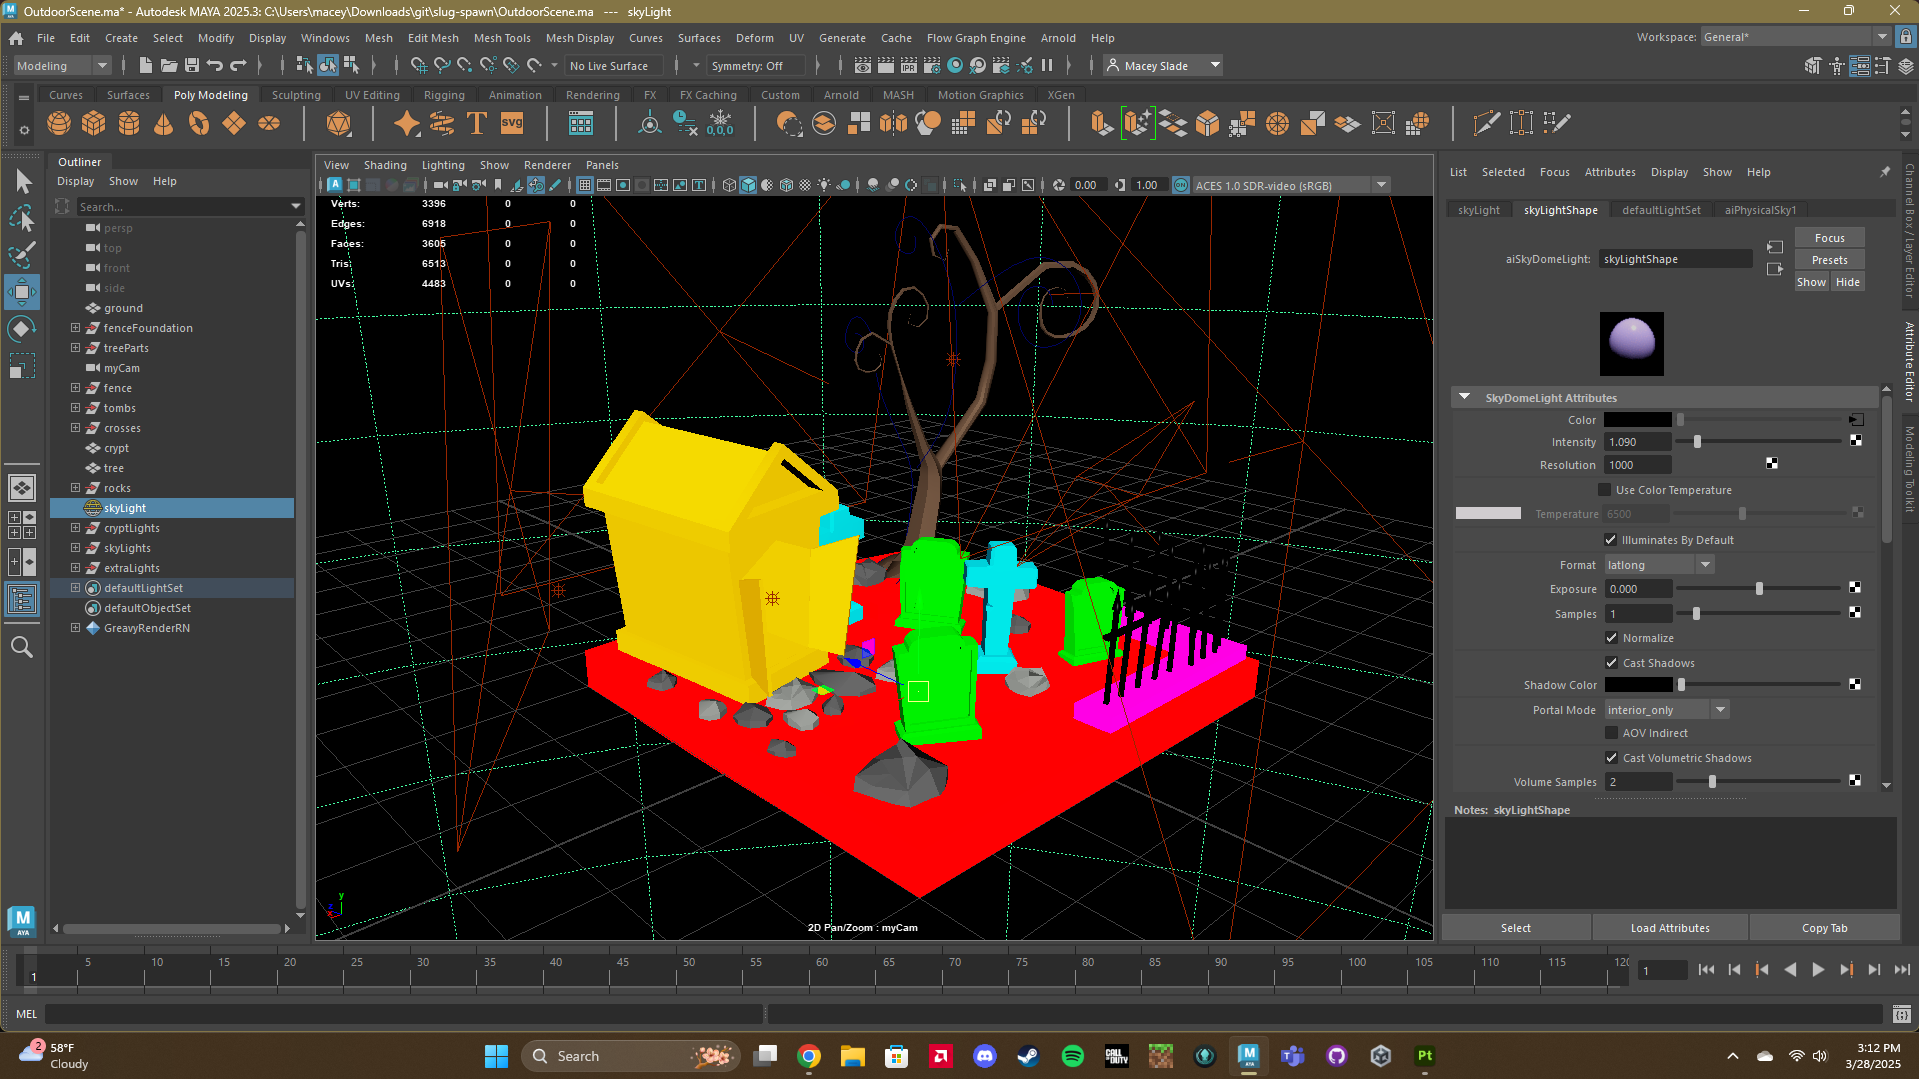 OutdoorScene.ma* - Autodesk MAYA 2025.3: C:\Users\macey\Downloads\git\slug-spawn\OutdoorScene.ma   ---   skyLight
File Edit Create Select Modify Display Windows Mesh Edit Mesh Mesh Tools Mesh Display Curves Surfaces Deform UV Generate Cache Flow Graph Engine Arnold Help
Workspace: General*
Modeling
No Live Surface
Symmetry: Off
Macey Slade
Curves Surfaces Poly Modeling Sculpting UV Editing Rigging Animation Rendering FX FX Caching Custom Arnold MASH Motion Graphics XGen
Outliner
Display Show Help
Search...
persp
top
front
side
ground
fenceFoundation
treeParts
myCam
fence
tombs
crosses
crypt
tree
rocks
skyLight
cryptLights
skyLights
extraLights
defaultLightSet
defaultObjectSet
GreavyRenderRN
View Shading Lighting Show Renderer Panels
0.00 1.00 ACES 1.0 SDR-video (sRGB)
Verts: 3396 0 0
Edges: 6918 0 0
Faces: 3605 0 0
Tris: 6513 0 0
UVs: 4483 0 0
2D Pan/Zoom : myCam
List Selected Focus Attributes Display Show Help
skyLight skyLightShape defaultLightSet aiPhysicalSky1
aiSkyDomeLight: skyLightShape
Focus
Presets
Show Hide
SkyDomeLight Attributes
Color
Intensity 1.090
Resolution 1000
Use Color Temperature
Temperature 6500
Illuminates By Default
Format latlong
Exposure 0.000
Samples 1
Normalize
Cast Shadows
Shadow Color
Portal Mode interior_only
AOV Indirect
Cast Volumetric Shadows
Volume Samples 2
Notes: skyLightShape
Select Load Attributes Copy Tab
Channel Box / Layer Editor
Attribute Editor
Modeling Toolkit
1 5 10 15 20 25 30 35 40 45 50 55 60 65 70 75 80 85 90 95 100 105 110 115 120
1
MEL
2
58°F
Cloudy
Search
3:12 PM
3/28/2025